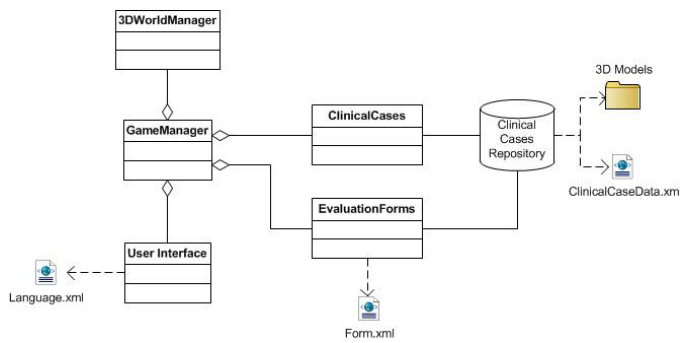 3DWorldManager
3D Models
GameManager
ClinicalCases
Clinical
Cases
Repository
ClinicalCaseData.xm
EvaluationForms
User Interface
Language.xml
Form.xml